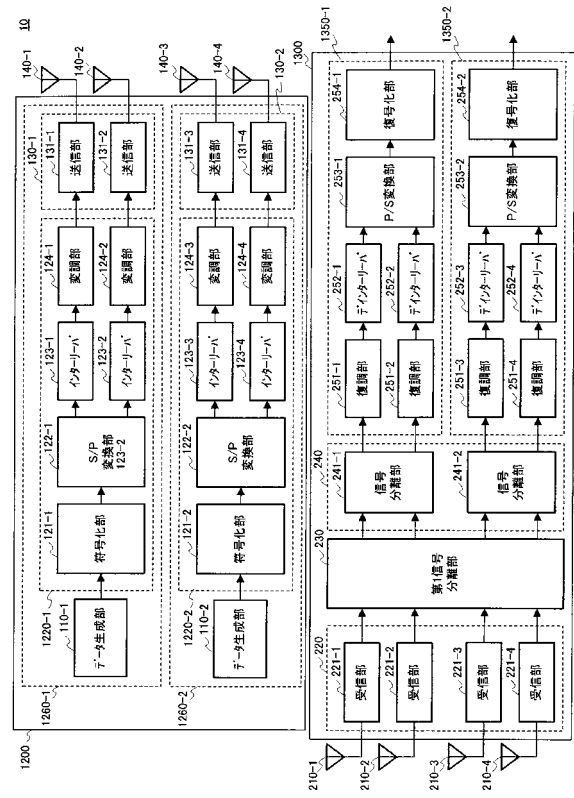 10
1200
1260-1
1220-1
110-1
データ生成部
121-1
符号化部
122-1
S/P
変換部
123-2
123-1
インターリーバ
123-2
インターリーバ
124-1
変調部
124-2
変調部
130-1
131-1
送信部
131-2
送信部
140-1
140-2
1260-2
1220-2
110-2
データ生成部
121-2
符号化部
122-2
S/P
変換部
123-3
インターリーバ
123-4
インターリーバ
124-3
変調部
124-4
変調部
130-2
131-3
送信部
131-4
送信部
140-3
140-4
1300
210-1
210-2
210-3
210-4
220
221-1
受信部
221-2
受信部
221-3
受信部
221-4
受信部
230
第1信号
分離部
240
241-1
信号
分離部
241-2
信号
分離部
1350-1
251-1
復調部
251-2
復調部
252-1
デインターリーバ
252-2
デインターリーバ
253-1
P/S変換部
254-1
復号化部
1350-2
251-3
復調部
251-4
復調部
252-3
デインターリーバ
252-4
デインターリーバ
253-2
P/S変換部
254-2
復号化部